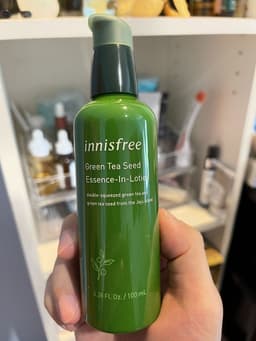 innisfree
Green Tea Seed
Essence-In-Lotion
double-squeezed green tea and
green tea seed from the Jeju Island
3.38 FL Oz. / 100 mL